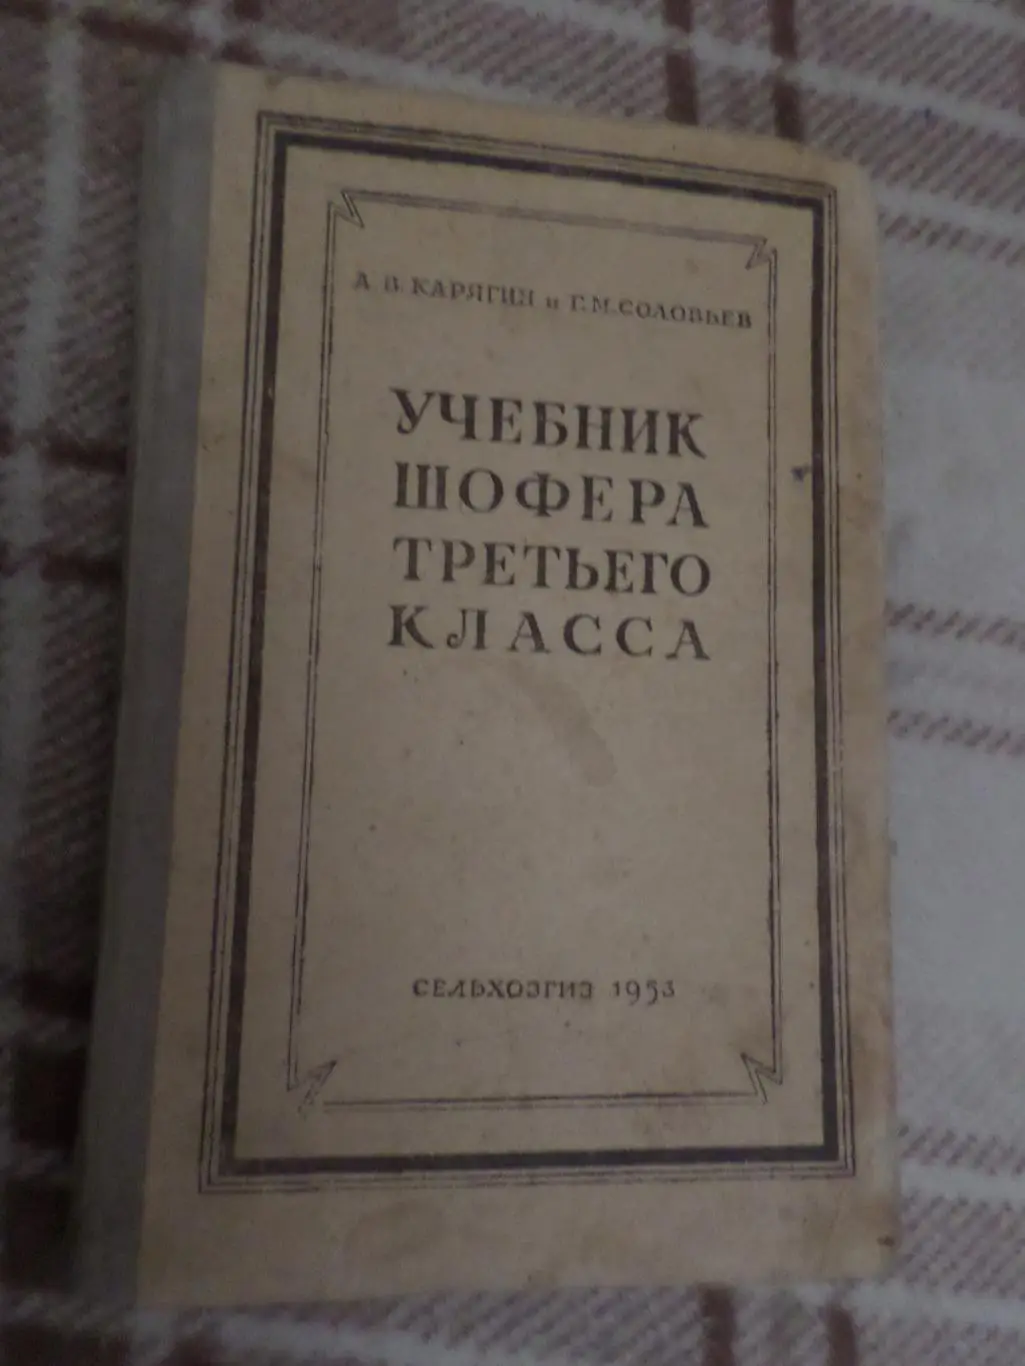 А. В. КАРЯГИН и Г. М. СОЛОВЬЕВ
УЧЕБНИК
ШОФЕРА
ТРЕТЬЕГО
КЛАССА
СЕЛЬХОЗГИЗ 1953